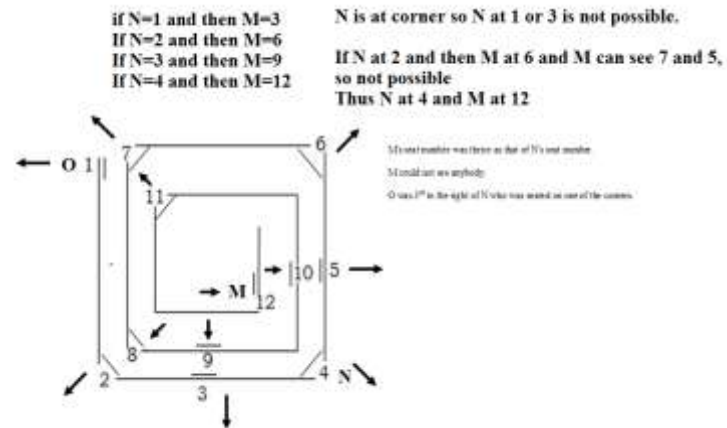 if N=1 and then M=3
If N=2 and then M=6
If N=3 and then M=9
If N=4 and then M=12
N is at corner so N at 1 or 3 is not possible.
If N at 2 and then M at 6 and M can see 7 and 5,
so not possible
Thus N at 4 and M at 12
M's seat number was thrice as that of N's seat number.
M could not see anybody.
O was 3rd to the right of N who was seated on one of the corners.
O 1
7
6
11
M
12
10
5
8
9
2
3
4
N